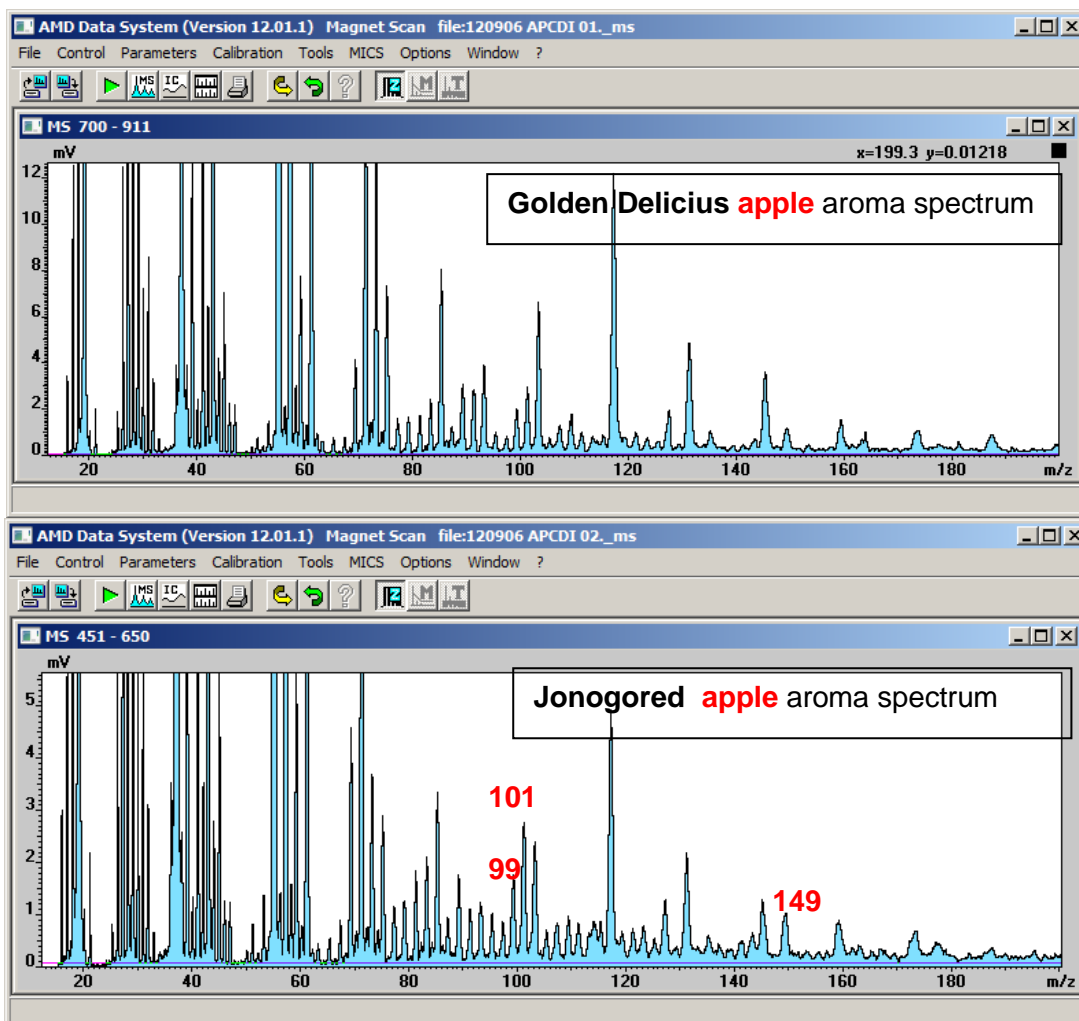 AMD Data System (Version 12.01.1) Magnet Scan file:120906 APCDI 01._ms
File Control Parameters Calibration Tools MICS Options Window ?
MS IC
M T
MS 700 - 911
mV x=199.3 y=0.01218
Golden Delicius apple aroma spectrum
12
10
8
6
4
2
0
20 40 60 80 100 120 140 160 180 m/z
AMD Data System (Version 12.01.1) Magnet Scan file:120906 APCDI 02._ms
File Control Parameters Calibration Tools MICS Options Window ?
MS IC
M T
MS 451 - 650
mV
Jonogored apple aroma spectrum
5
4
3
2
1
0
101
99
149
20 40 60 80 100 120 140 160 180 m/z